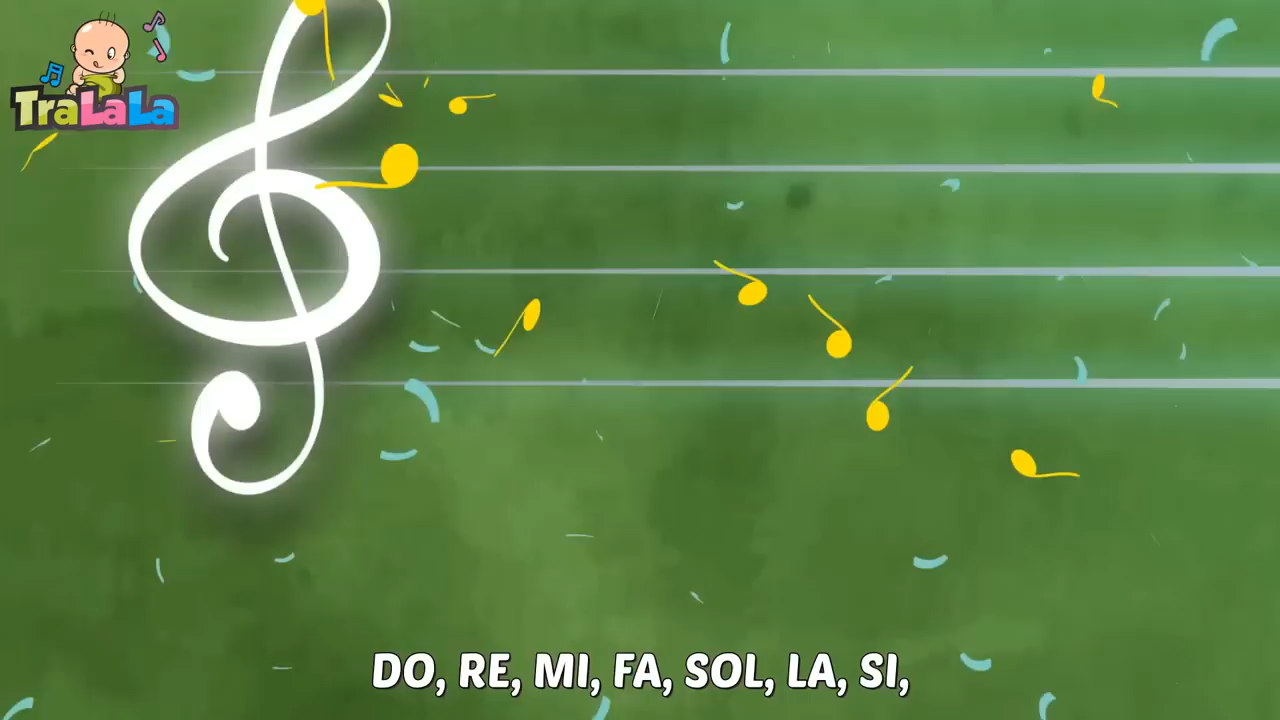 TraLaLa
DO, RE, MI, FA, SOL, LA, SI,